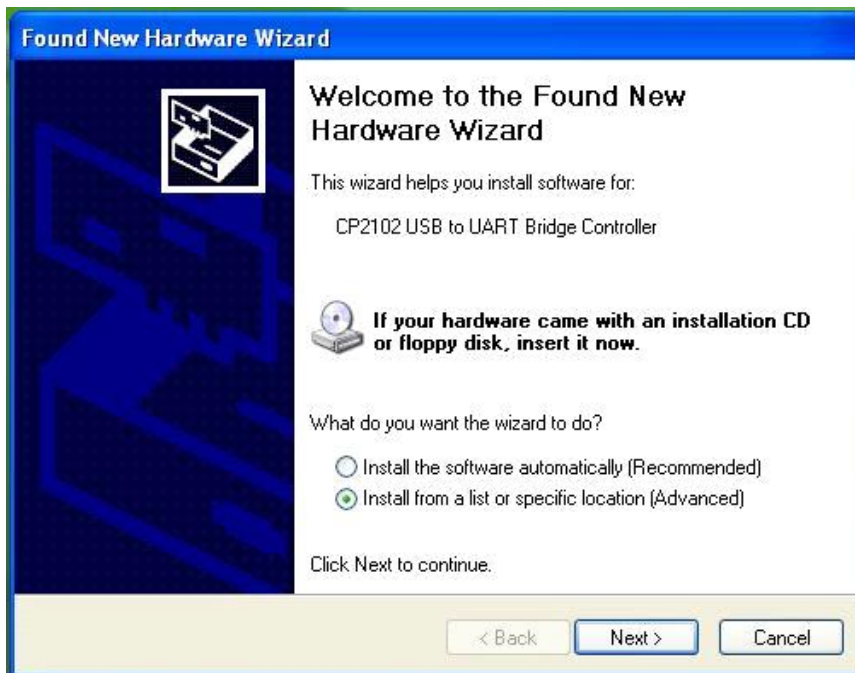 Found New Hardware Wizard
Welcome to the Found New
Hardware Wizard
This wizard helps you install software for:
CP2102 USB to UART Bridge Controller
If your hardware came with an installation CD
or floppy disk, insert it now.
What do you want the wizard to do?
Install the software automatically (Recommended)
Install from a list or specific location (Advanced)
Click Next to continue.
< Back Next > Cancel